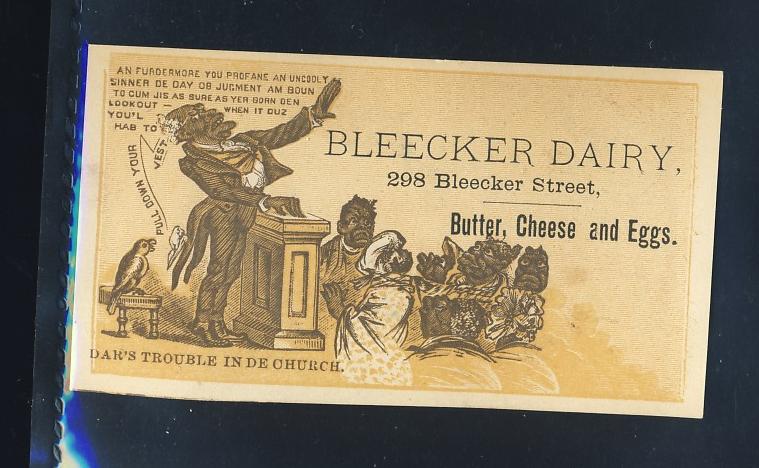 AN FURDERMORE YOU PROFANE AN UNCODLY
SINNER DE DAY OB JUGMENT AM BOUN
TO CUM JIS AS SURE AS YER BORN DEN
LOOKOUT — WHEN IT DUZ
YOU'L
HAB TO
PULL DOWN YOUR
VEST
BLEECKER DAIRY,
298 Bleecker Street,
Butter, Cheese and Eggs.
DAR'S TROUBLE IN DE CHURCH.